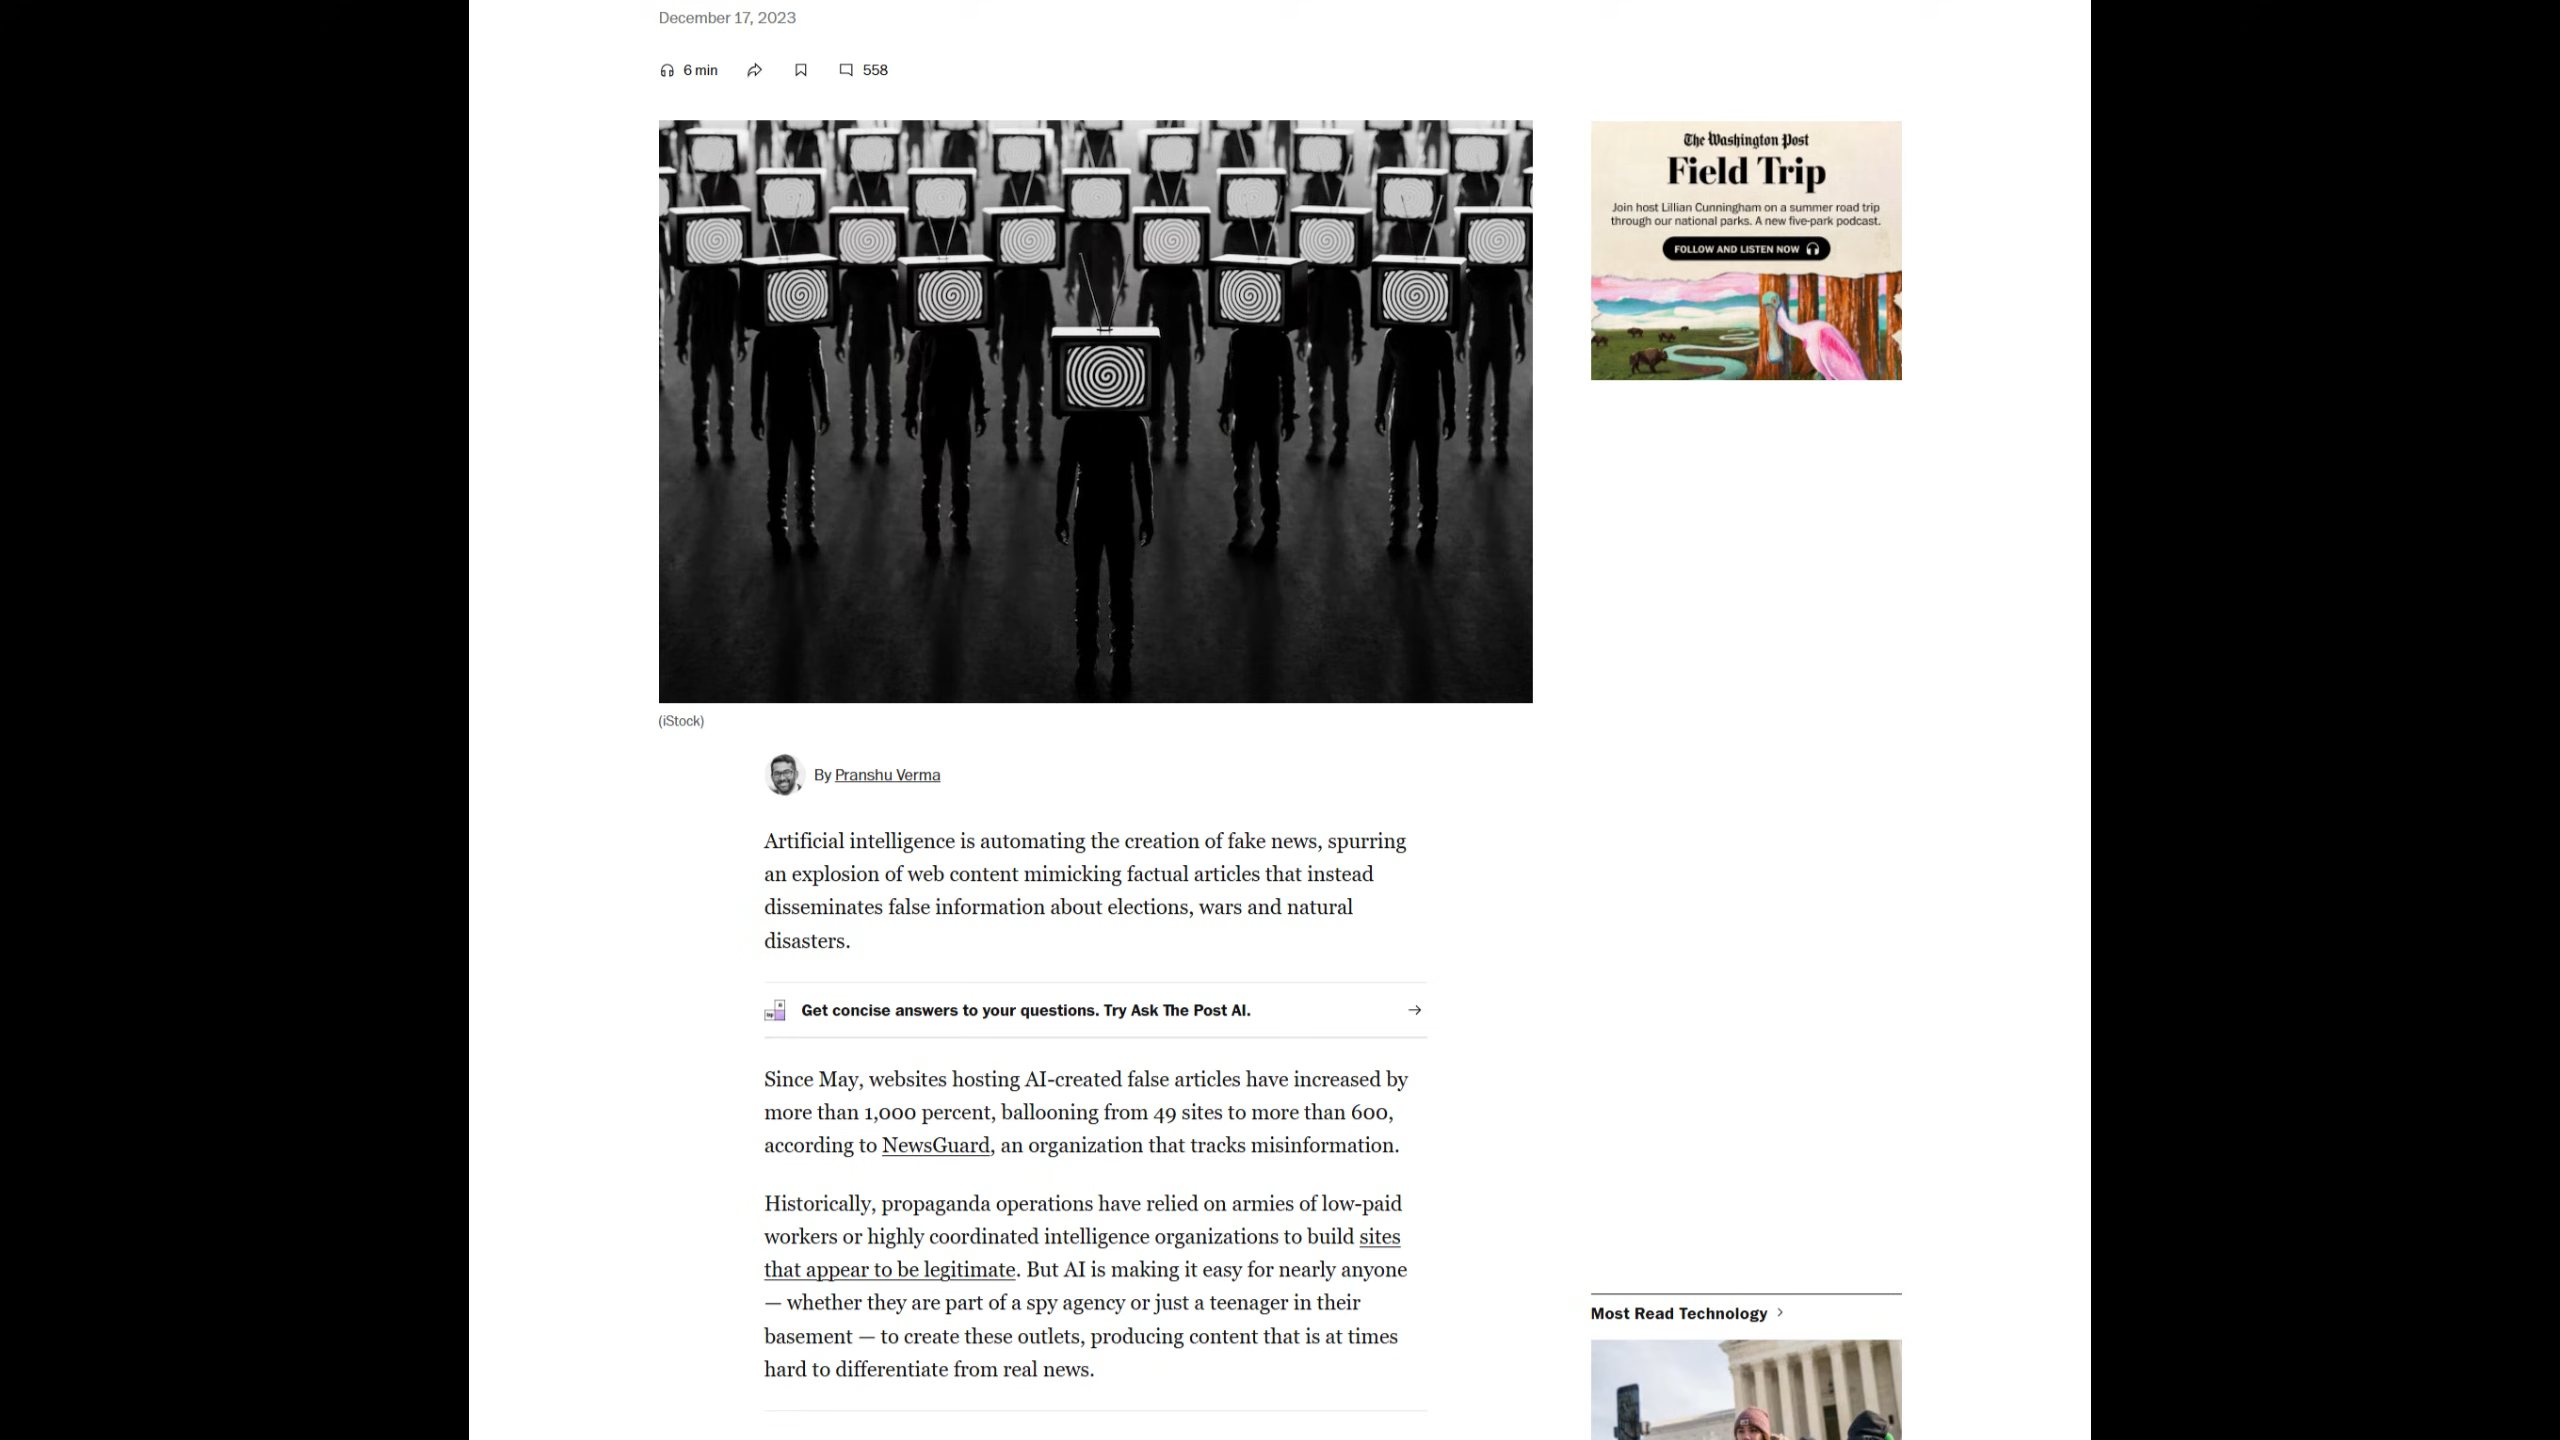 December 17, 2023
6 min
558
The Washington Post
Field Trip
Join host Lillian Cunningham on a summer road trip
through our national parks. A new five-park podcast.
FOLLOW AND LISTEN NOW
(iStock)
By Pranshu Verma
Artificial intelligence is automating the creation of fake news, spurring
an explosion of web content mimicking factual articles that instead
disseminates false information about elections, wars and natural
disasters.
Get concise answers to your questions. Try Ask The Post AI.
Since May, websites hosting AI-created false articles have increased by
more than 1,000 percent, ballooning from 49 sites to more than 600,
according to NewsGuard, an organization that tracks misinformation.
Historically, propaganda operations have relied on armies of low-paid
workers or highly coordinated intelligence organizations to build sites
that appear to be legitimate. But AI is making it easy for nearly anyone
— whether they are part of a spy agency or just a teenager in their
basement — to create these outlets, producing content that is at times
hard to differentiate from real news.
Most Read Technology